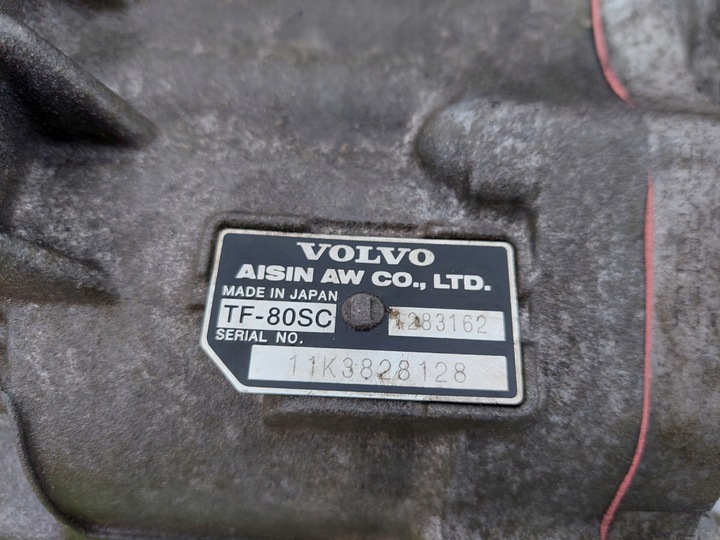 VOLVO
AISIN AW CO., LTD.
MADE IN JAPAN
TF-80SC 1283162
SERIAL NO.
11K3828128